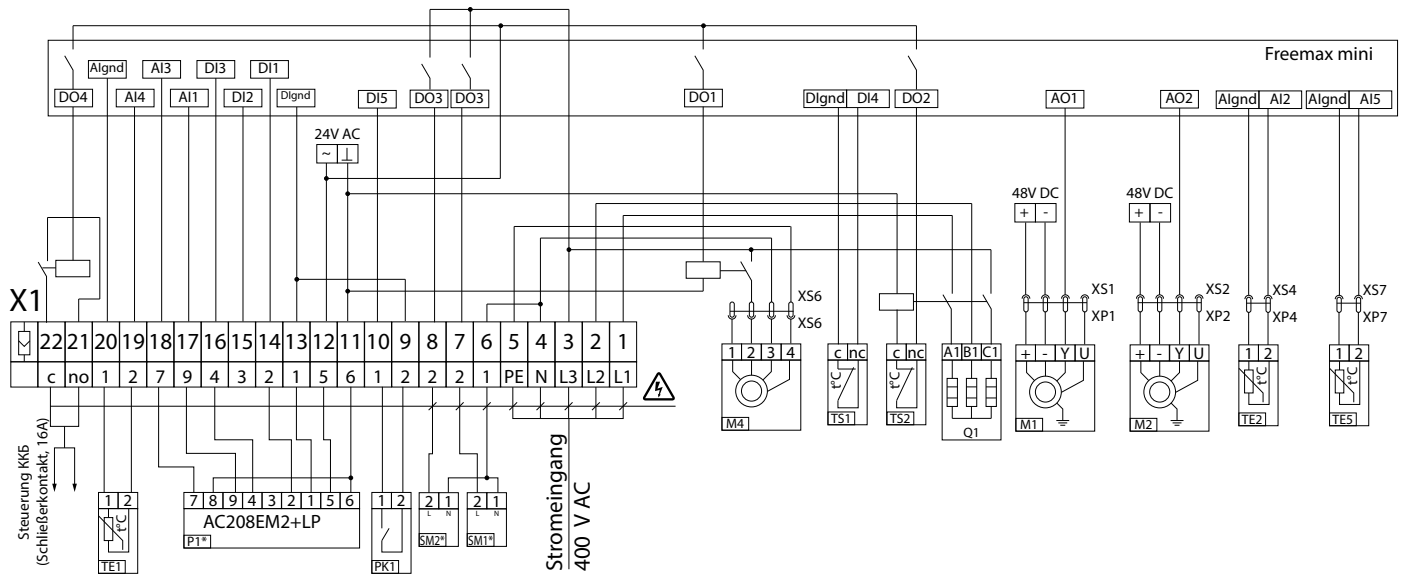 Freemax mini
AIgnd AI3 DI3 DI1
DO4 AI4 AI1 DI2 DIgnd DI5 DO3 DO3 DO1 DIgnd DI4 DO2 AO1 AO2 AIgnd AI2 AIgnd AI5
24V AC
~ ⊥
48V DC 48V DC
+ - + -
XS1 XS2 XS4 XS7
XP1 XP2 XP4 XP7
XS6
XS6
X1
22 21 20 19 18 17 16 15 14 13 12 11 10 9 8 7 6 5 4 3 2 1
c no 1 2 7 9 4 3 2 1 5 6 1 2 2 2 1 PE N L3 L2 L1
1 2 3 4
M4
c nc
t°C
TS1
c nc
t°C
TS2
A1 B1 C1
Q1
+ - Y U
M1
+ - Y U
M2
1 2
t°C
TE2
1 2
t°C
TE5
Steuerung ККБ
(Schließerkontakt, 16A)
1 2
t°C
TE1
7 8 9 4 3 2 1 5 6
AC208EM2+LP
P1*
1 2
PK1
2 1
L N
SM2*
2 1
L N
SM1*
Stromeingang
400 V AC